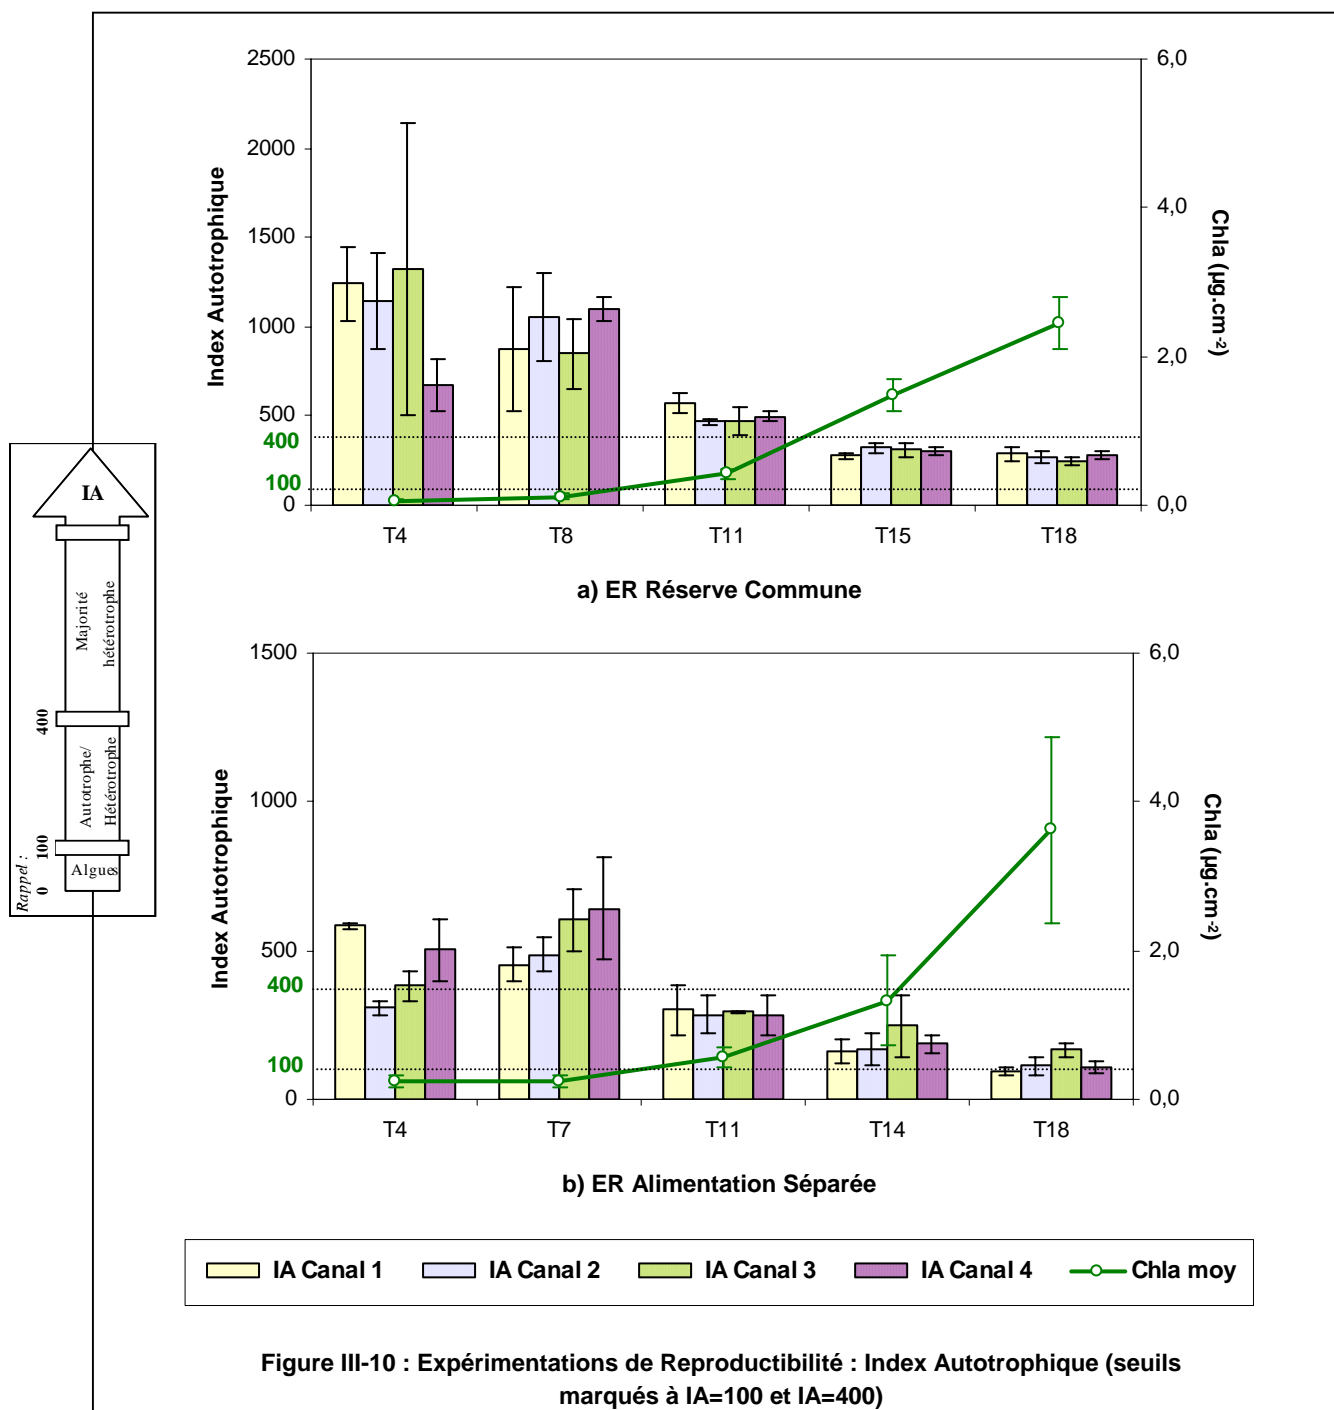 2500
2000
1500
1000
500
400
100
0
Index Autotrophique
6,0
4,0
2,0
0,0
Chla (µg.cm-2)
T4 T8 T11 T15 T18
a) ER Réserve Commune
IA
Majorité
hétérotrophe
400
Autotrophe/
Hétérotrophe
100
Algues
0
Rappel :
1500
1000
500
400
100
0
Index Autotrophique
6,0
4,0
2,0
0,0
Chla (µg.cm-2)
T4 T7 T11 T14 T18
b) ER Alimentation Séparée
IA Canal 1 IA Canal 2 IA Canal 3 IA Canal 4 Chla moy
Figure III-10 : Expérimentations de Reproductibilité : Index Autotrophique (seuils
marqués à IA=100 et IA=400)